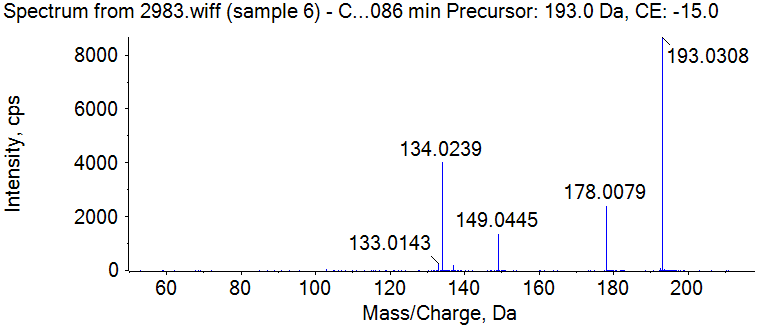 Spectrum from 2983.wiff (sample 6) - C...086 min Precursor: 193.0 Da, CE: -15.0
8000
193.0308
6000
Intensity, cps
134.0239
4000
178.0079
149.0445
2000
133.0143
0
60 80 100 120 140 160 180 200
Mass/Charge, Da